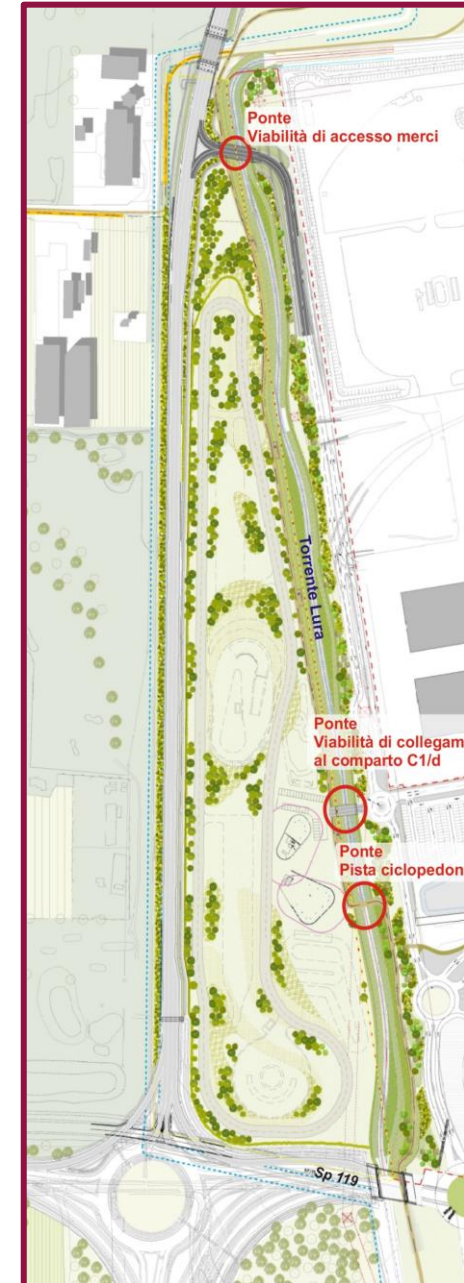 Ponte
Viabilità di accesso merci
Torrente Lura
Ponte
Viabilità di collegam
al comparto C1/d
Ponte
Pista ciclopedon
Sp.119